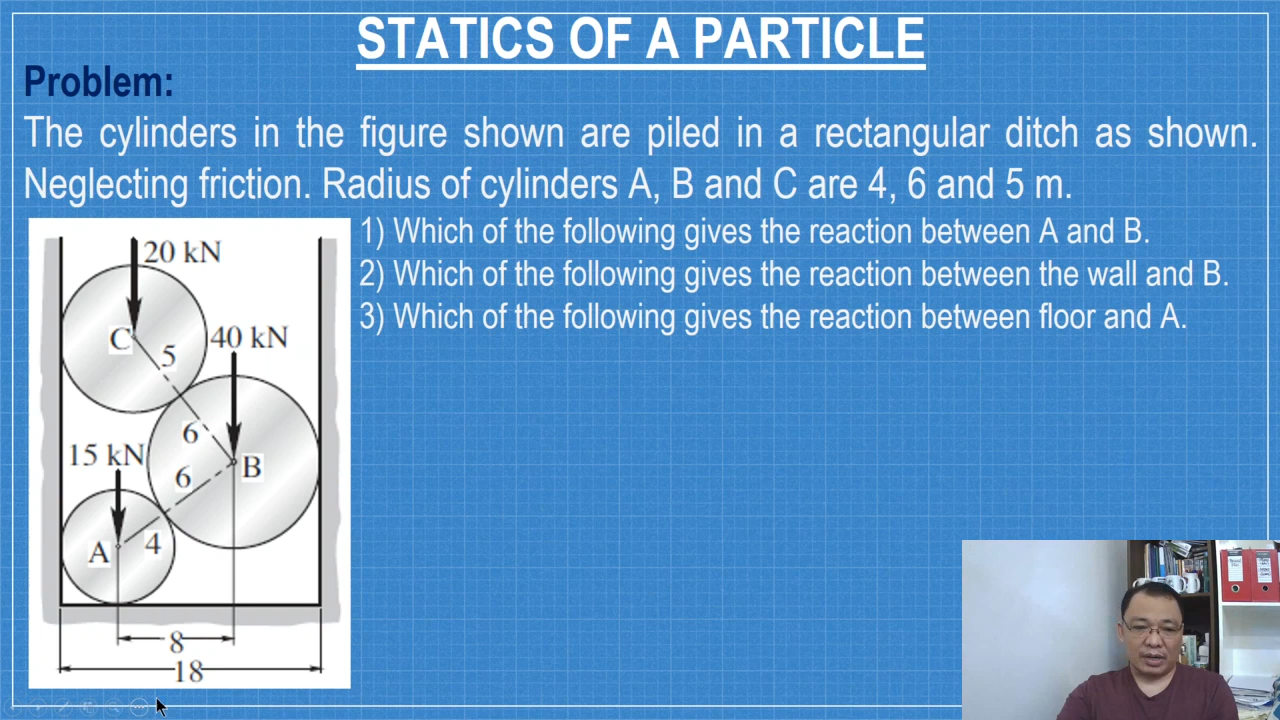 STATICS OF A PARTICLE
Problem:
The cylinders in the figure shown are piled in a rectangular ditch as shown.
Neglecting friction. Radius of cylinders A, B and C are 4, 6 and 5 m.
1) Which of the following gives the reaction between A and B.
2) Which of the following gives the reaction between the wall and B.
3) Which of the following gives the reaction between floor and A.
20 kN
C
5
40 kN
6
15 kN
6
B
A
4
8
18